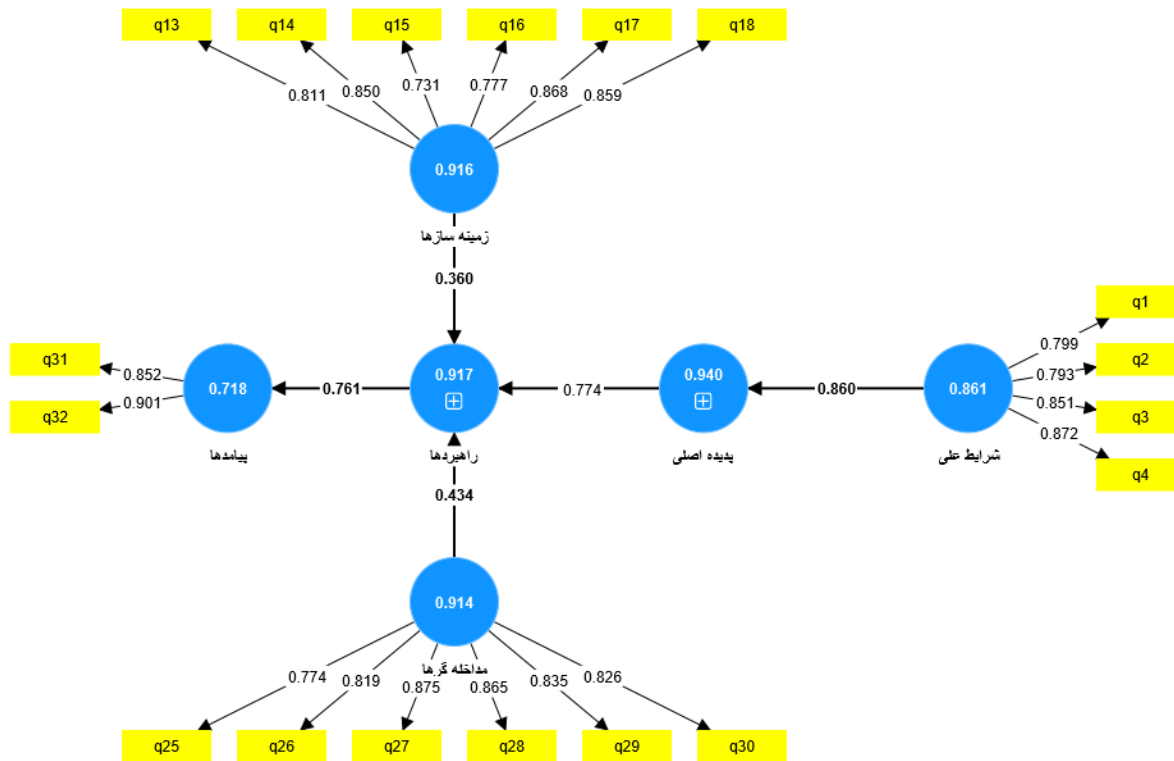 q13 q14 q15 q16 q17 q18
0.811 0.850 0.731 0.777 0.868 0.859
0.916
زمینه سازها
0.360
q31 0.852
q32 0.901
0.718
پیامدها
0.761
0.917
راهبردها
0.774
0.940
پدیده اصلی
0.860
0.861
شرایط علی
q1 0.799
q2 0.793
q3 0.851
q4 0.872
0.434
0.914
مداخله گرها
0.774 0.819 0.875 0.865 0.835 0.826
q25 q26 q27 q28 q29 q30